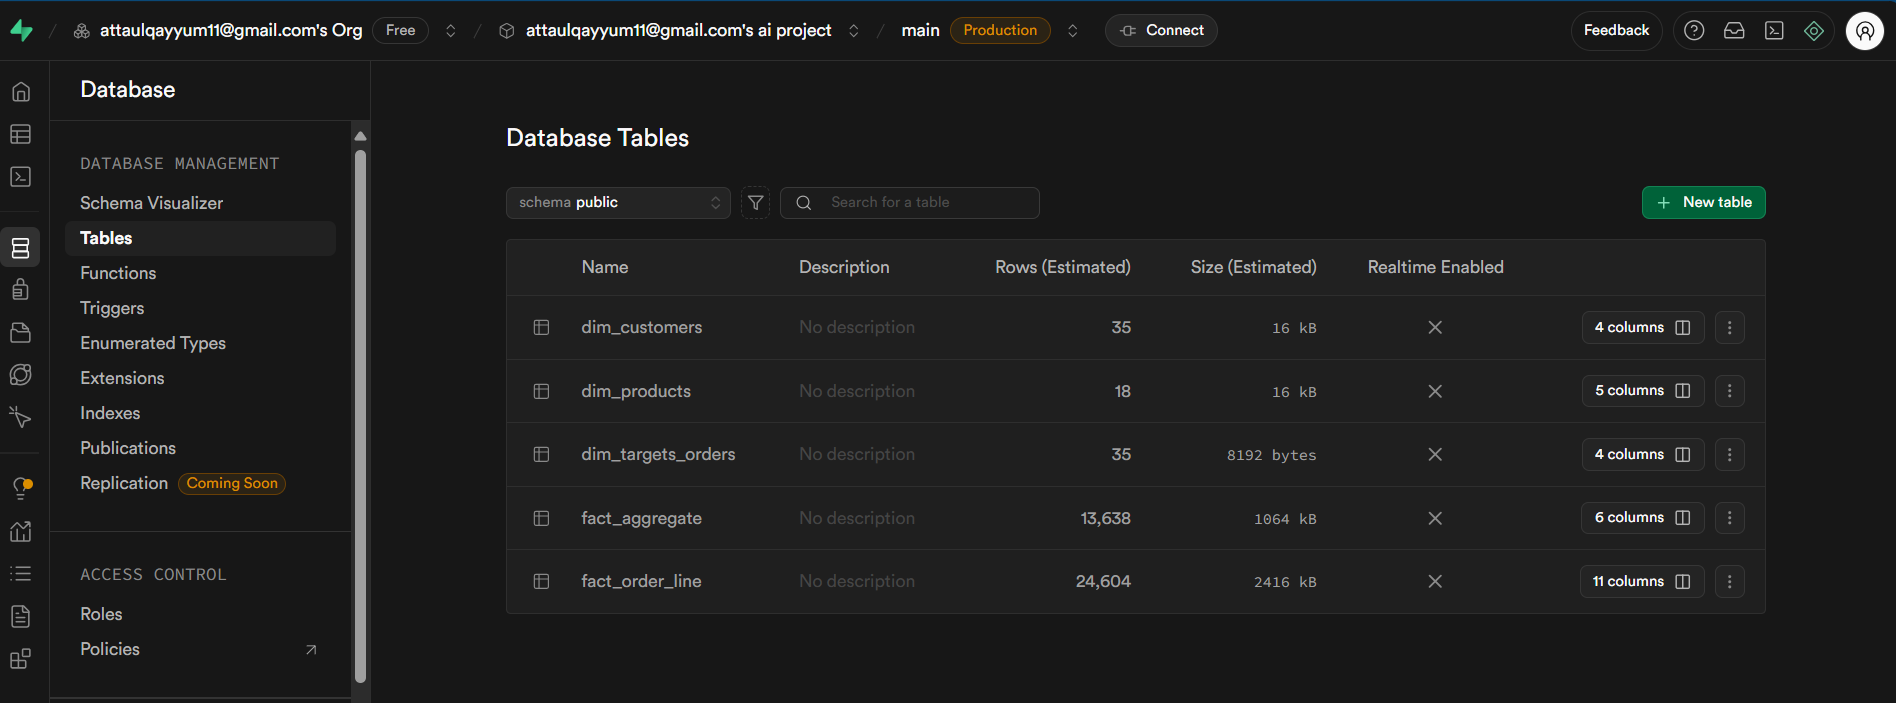 attaulqayyum11@gmail.com's Org Free / attaulqayyum11@gmail.com's ai project / main Production Connect Feedback
Database
DATABASE MANAGEMENT
Schema Visualizer
Tables
Functions
Triggers
Enumerated Types
Extensions
Indexes
Publications
Replication Coming Soon
ACCESS CONTROL
Roles
Policies
Database Tables
schema public Search for a table New table
Name Description Rows (Estimated) Size (Estimated) Realtime Enabled
dim_customers No description 35 16 kB 4 columns
dim_products No description 18 16 kB 5 columns
dim_targets_orders No description 35 8192 bytes 4 columns
fact_aggregate No description 13,638 1064 kB 6 columns
fact_order_line No description 24,604 2416 kB 11 columns